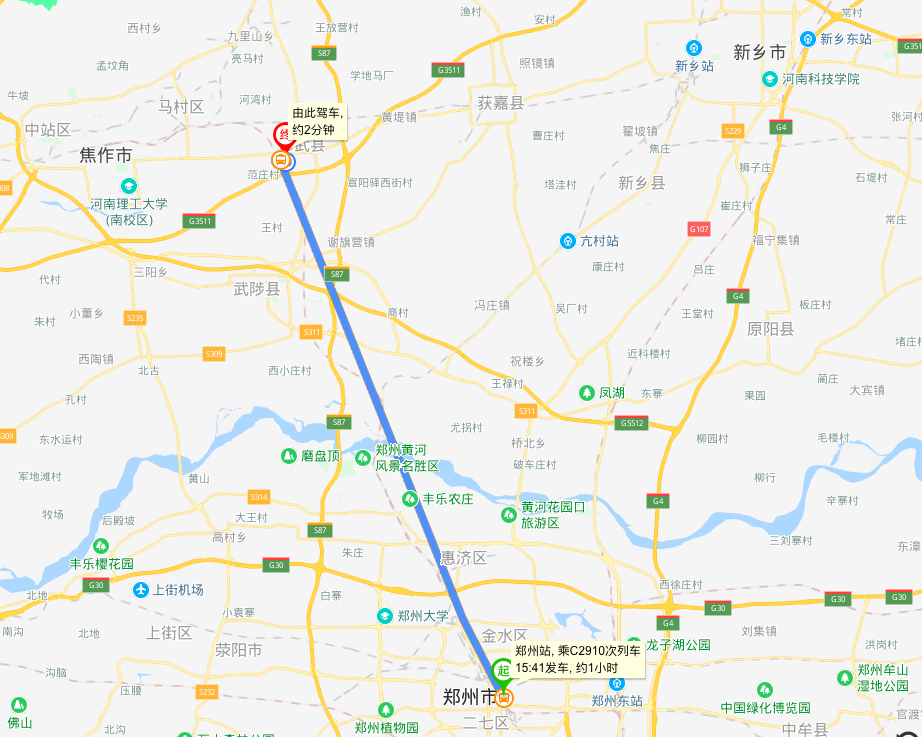 渔村
常村
安村
西村乡
九里山乡
王放营村
新乡市
新乡东站
S87
G351
亮马村
照镜镇
新乡站
孟坟角
G3511
学地马厂
河南科技学院
牛坡
马村区
河湾村
获嘉县
由此驾车,
约2分钟
黄堤镇
张河村
中站区
翟坡镇
S229
G4
曹庄村
焦作市
武县
焦庄
狮子庄
范庄村
宣阳驿西街村
塔洼村
新乡县
石堤村
河南理工大学
(南校区)
崔庄村
G3511
常庄
王村
G107
谢旗营镇
亢村站
福宁集镇
三阳乡
康庄村
吕庄
代村
S87
武陟县
G4
小董乡
冯庄镇
吴厂村
板庄村
朱村
S235
商村
王堂村
原阳县
S311
S309
近科楼村
西陶镇
祝楼乡
北古
西小庄村
王禄村
蔺庄
凤湖
东寨
果园
大宾镇
孔村
S311
S87
G5512
S309
尤拐村
东水运村
毛楼村
桥北乡
柳园村
磨盘顶
郑州黄河
风景名胜区
破车庄村
军地滩村
黄山
柳行
S314
丰乐农庄
G4
辛寨村
牧场
后殿坡
大王村
黄河花园口
旅游区
S87
高村乡
三刘寨村
丰乐樱花园
朱庄
惠济区
东漳
G30
G30
西徐庄村
上街机场
北地
白寨
G30
G30
G30
小袁寨
郑州大学
G4
南沟
北地
上街区
金水区
刘集镇
荥阳市
龙子湖公园
洪岗村
郑州站, 乘C2910次列车
15:41发车, 约1小时
沟脑
起
郑州牟山
湿地公园
压腰
S232
郑州市
郑州东站
佛山
郑州植物园
二七区
中国绿化博览园
北沟
中牟县